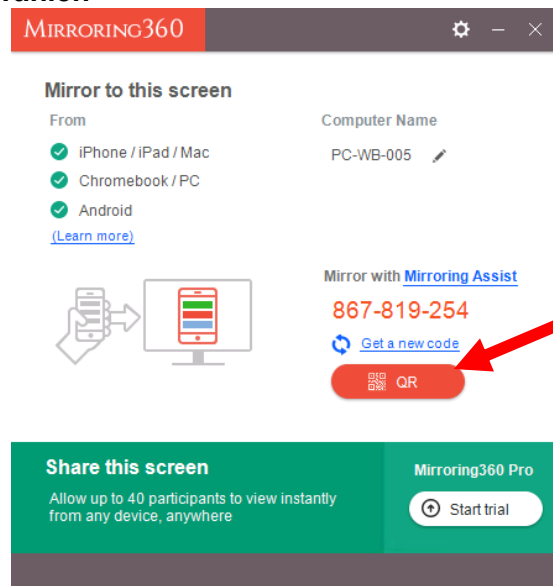 MIRRORING360
Mirror to this screen
From
Computer Name
iPhone / iPad / Mac
PC-WB-005
Chromebook / PC
Android
(Learn more)
Mirror with Mirroring Assist
867-819-254
Get a new code
QR
Share this screen
Mirroring360 Pro
Allow up to 40 participants to view instantly
from any device, anywhere
Start trial